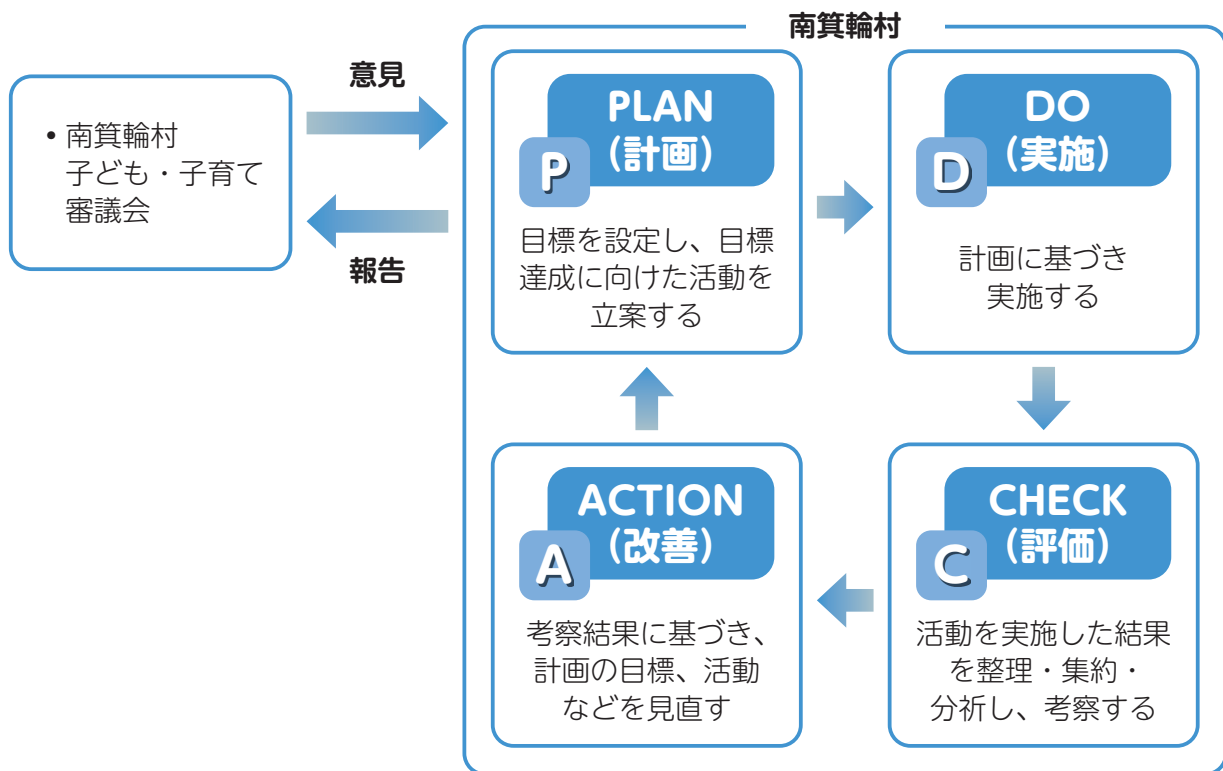 南箕輪村
• 南箕輪村
子ども・子育て
審議会
意見
報告
PLAN
（計画）
P
目標を設定し、目標
達成に向けた活動を
立案する
DO
（実施）
D
計画に基づき
実施する
CHECK
（評価）
C
活動を実施した結果
を整理・集約・
分析し、考察する
ACTION
（改善）
A
考察結果に基づき、
計画の目標、活動
などを見直す